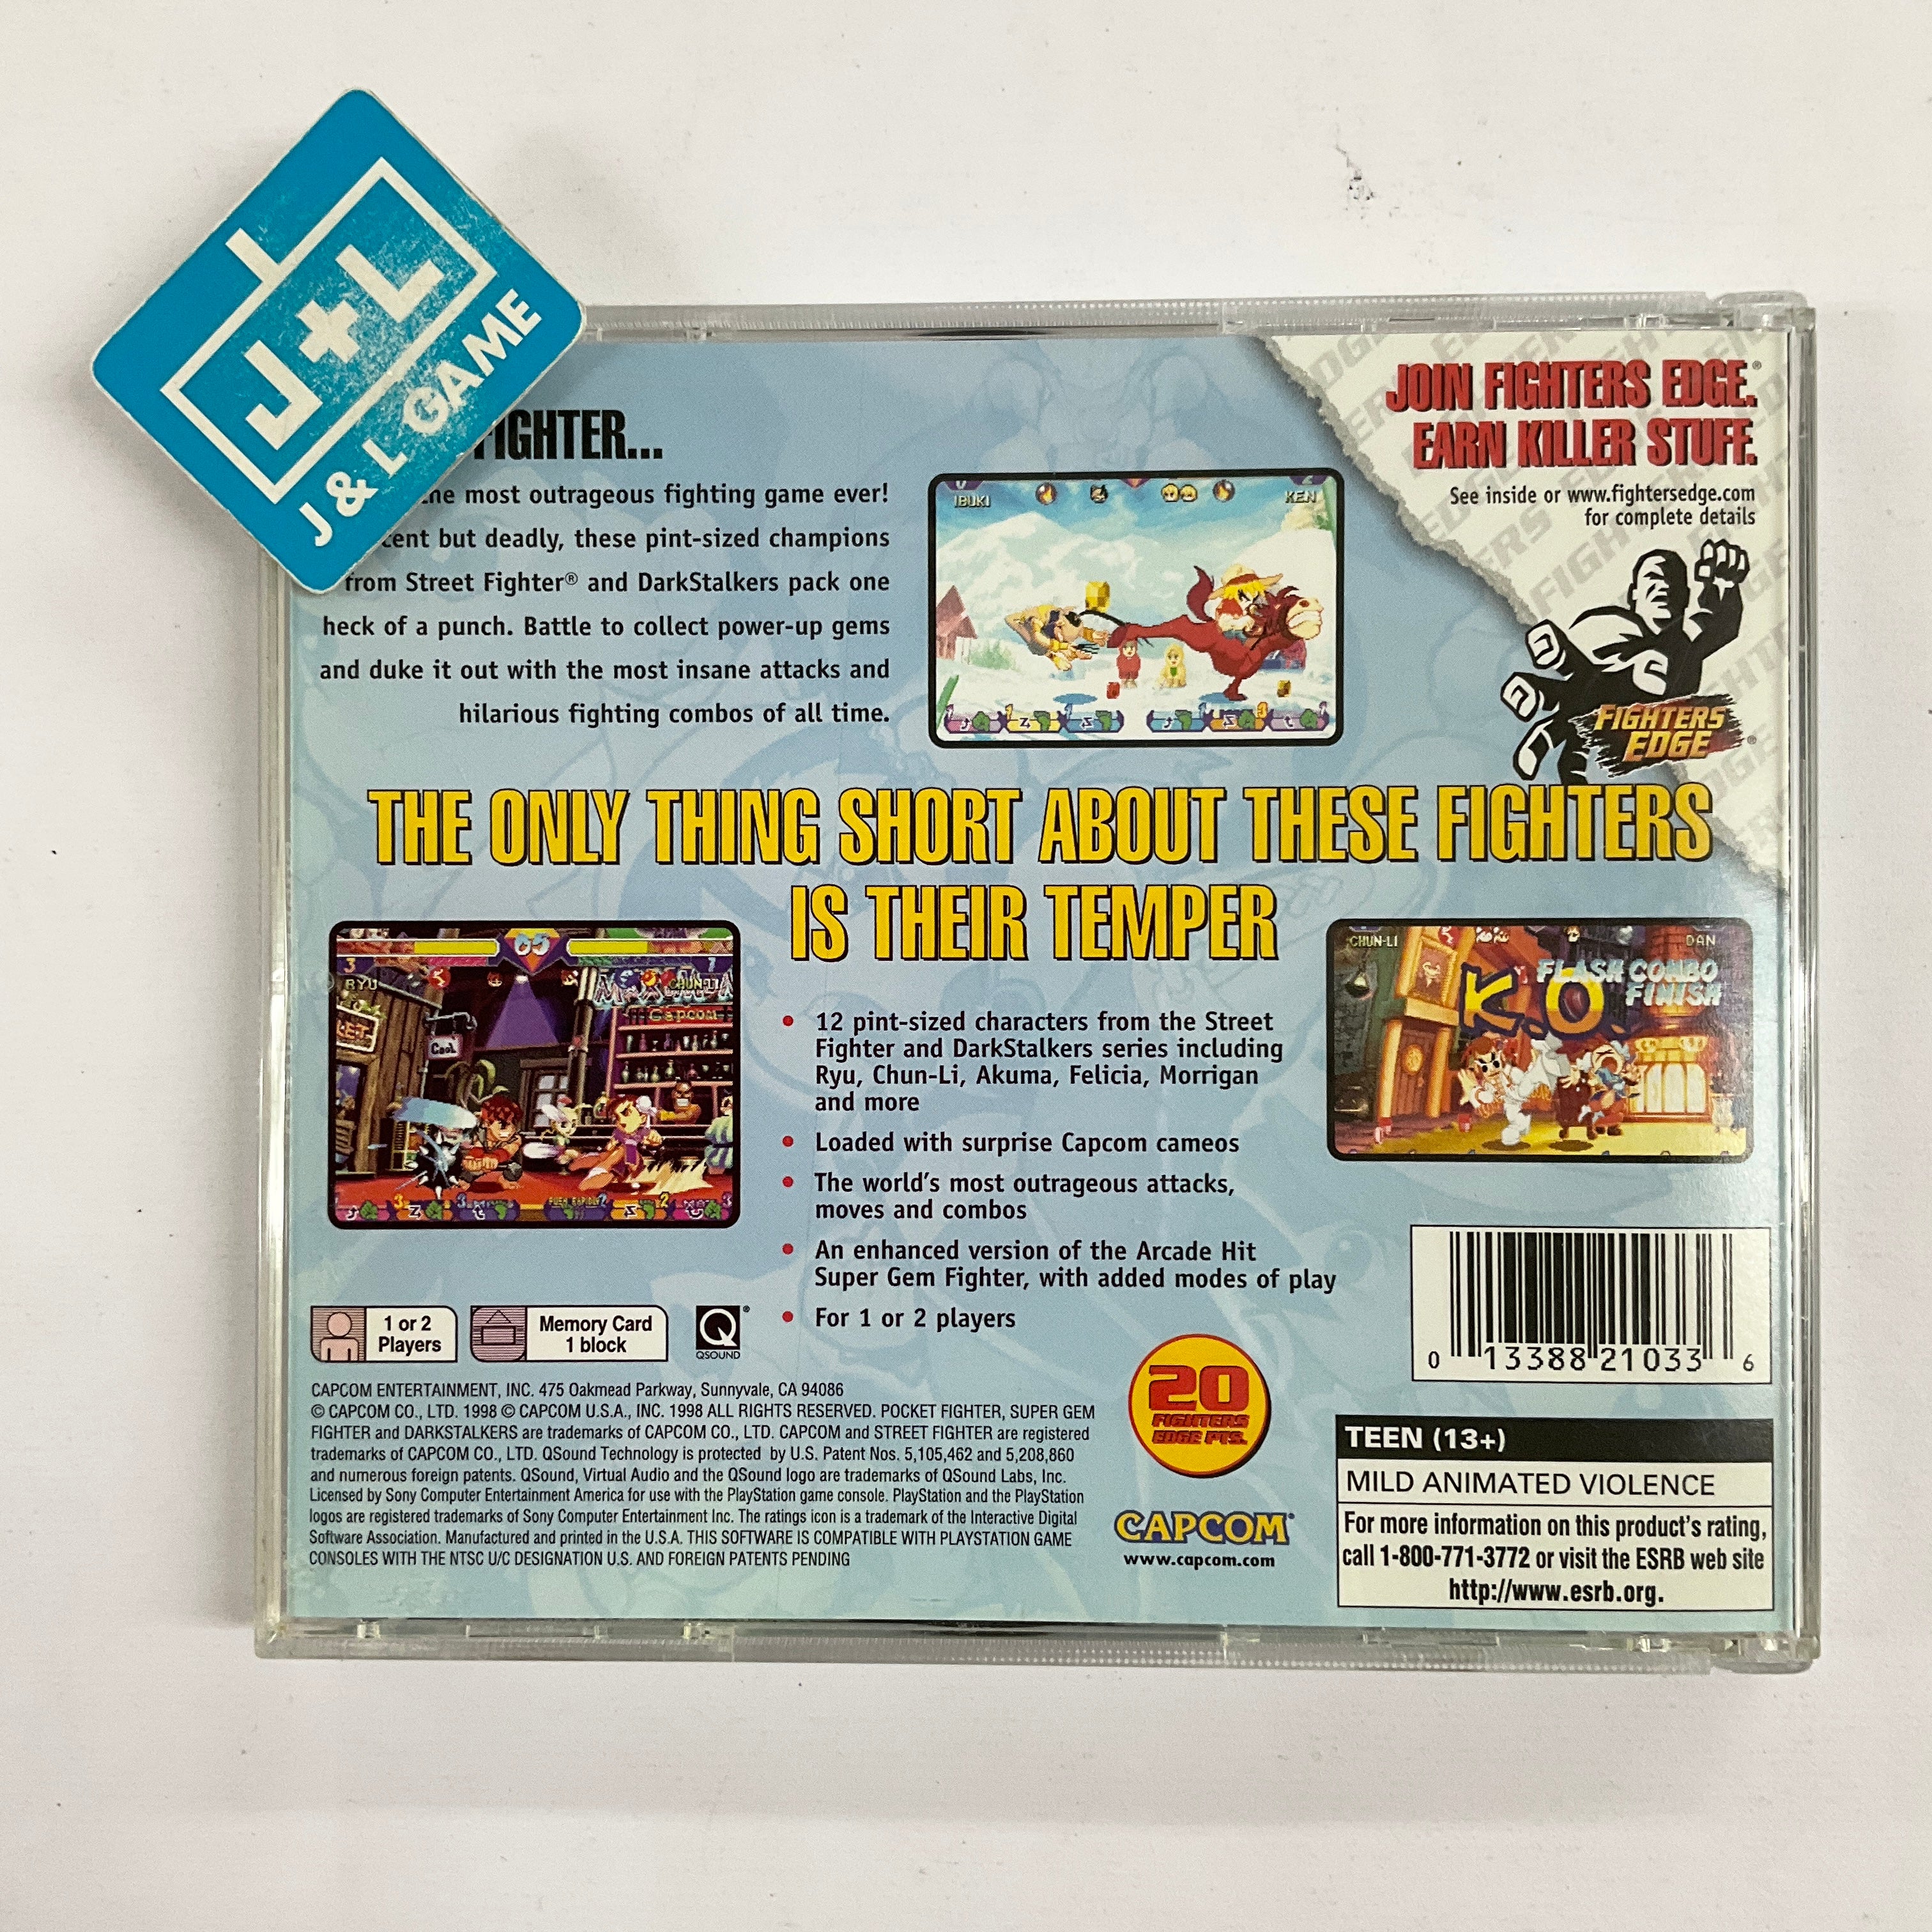 J+L
J & L GAME
FIGHTER...
the most outrageous fighting game ever!
but deadly, these pint-sized champions
from Street Fighter® and DarkStalkers pack one
heck of a punch. Battle to collect power-up gems
and duke it out with the most insane attacks and
hilarious fighting combos of all time.
IBUKI
KEN
JOIN FIGHTERS EDGE.®
EARN KILLER STUFF.
See inside or www.fightersedge.com
for complete details
FIGHTERS
EDGE®
THE ONLY THING SHORT ABOUT THESE FIGHTERS
IS THEIR TEMPER
3
RYU
CHUN-LI
Capcom
Cool
CHUN-LI
DAN
FLASH COMBO
FINISH
K.O.
• 12 pint-sized characters from the Street
Fighter and DarkStalkers series including
Ryu, Chun-Li, Akuma, Felicia, Morrigan
and more
• Loaded with surprise Capcom cameos
• The world's most outrageous attacks,
moves and combos
• An enhanced version of the Arcade Hit
Super Gem Fighter, with added modes of play
• For 1 or 2 players
1 or 2
Players
Memory Card
1 block
Q®
QSOUND
0 13388 21033 6
20
FIGHTERS
EDGE PTS.
CAPCOM ENTERTAINMENT, INC. 475 Oakmead Parkway, Sunnyvale, CA 94086
© CAPCOM CO., LTD. 1998 © CAPCOM U.S.A., INC. 1998 ALL RIGHTS RESERVED. POCKET FIGHTER, SUPER GEM
FIGHTER and DARKSTALKERS are trademarks of CAPCOM CO., LTD. CAPCOM and STREET FIGHTER are registered
trademarks of CAPCOM CO., LTD. QSound Technology is protected by U.S. Patent Nos. 5,105,462 and 5,208,860
and numerous foreign patents. QSound, Virtual Audio and the QSound logo are trademarks of QSound Labs, Inc.
Licensed by Sony Computer Entertainment America for use with the PlayStation game console. PlayStation and the PlayStation
logos are registered trademarks of Sony Computer Entertainment Inc. The ratings icon is a trademark of the Interactive Digital
Software Association. Manufactured and printed in the U.S.A. THIS SOFTWARE IS COMPATIBLE WITH PLAYSTATION GAME
CONSOLES WITH THE NTSC U/C DESIGNATION U.S. AND FOREIGN PATENTS PENDING
CAPCOM®
www.capcom.com
TEEN (13+)
MILD ANIMATED VIOLENCE
For more information on this product's rating,
call 1-800-771-3772 or visit the ESRB web site
http://www.esrb.org.